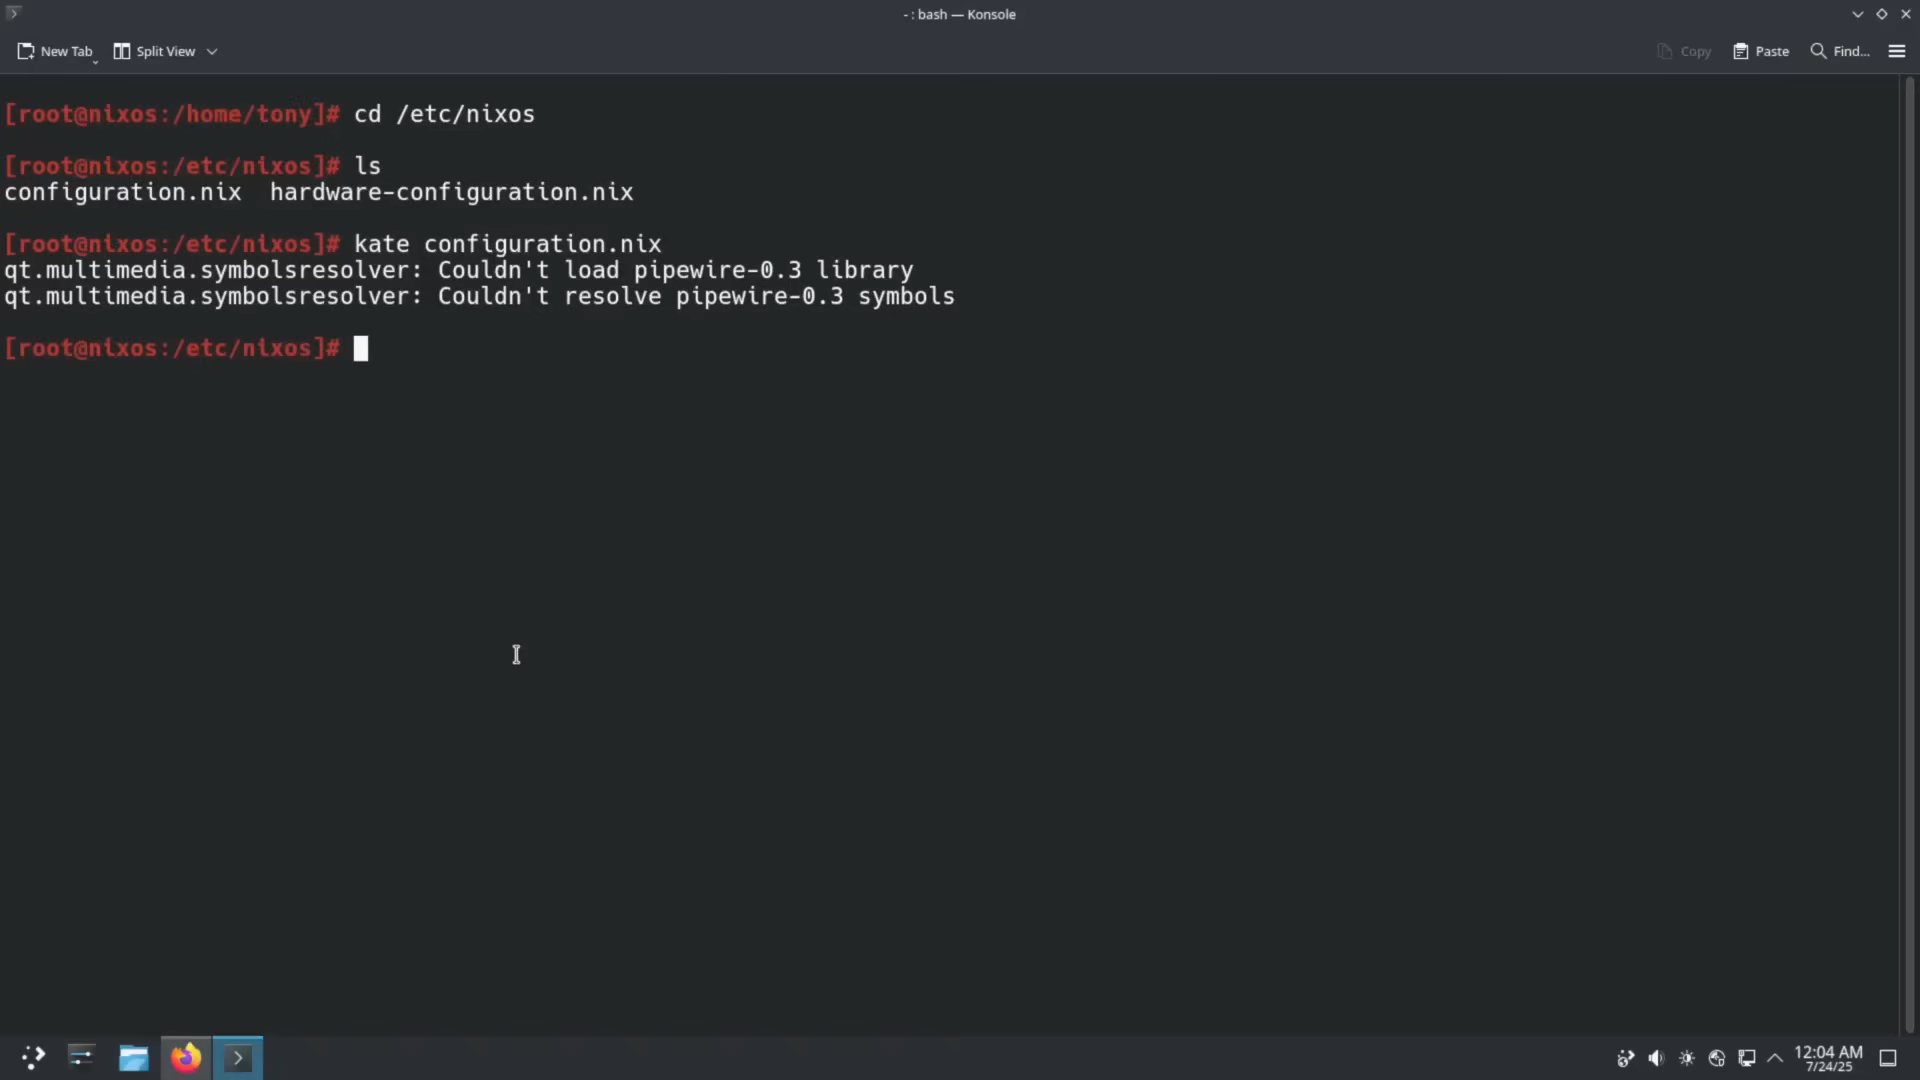 - : bash — Konsole
New Tab Split View Copy Paste Find...
[root@nixos:/home/tony]# cd /etc/nixos
[root@nixos:/etc/nixos]# ls
configuration.nix  hardware-configuration.nix
[root@nixos:/etc/nixos]# kate configuration.nix
qt.multimedia.symbolsresolver: Couldn't load pipewire-0.3 library
qt.multimedia.symbolsresolver: Couldn't resolve pipewire-0.3 symbols
[root@nixos:/etc/nixos]#
12:04 AM
7/24/25